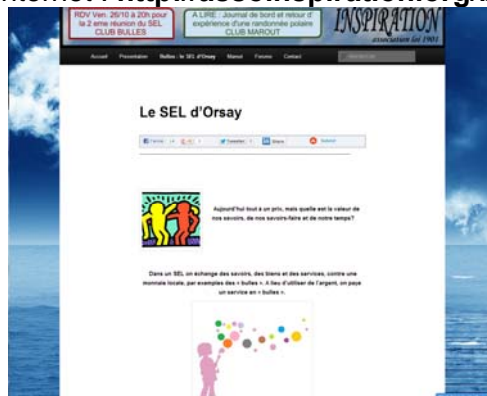 RDV Ven. 26/10 à 20h pour
la 2 eme réunion du SEL
CLUB BULLES
A LIRE : Journal de bord et retour d'
expérience d'une randonnée polaire
CLUB MAROUT
INSPIRATION
association loi 1901
Accueil Presentation Bulles : le SEL d'Orsay Marout Forums Contact
Le SEL d'Orsay
Aujourd'hui tout à un prix, mais quelle est la valeur de
nos savoirs, de nos savoirs-faire et de notre temps?
Dans un SEL on échange des savoirs, des biens et des services, contre une
monnaie locale, par exemples des « bulles ». A lieu d'utiliser de l'argent, on paye
un service en « bulles ».